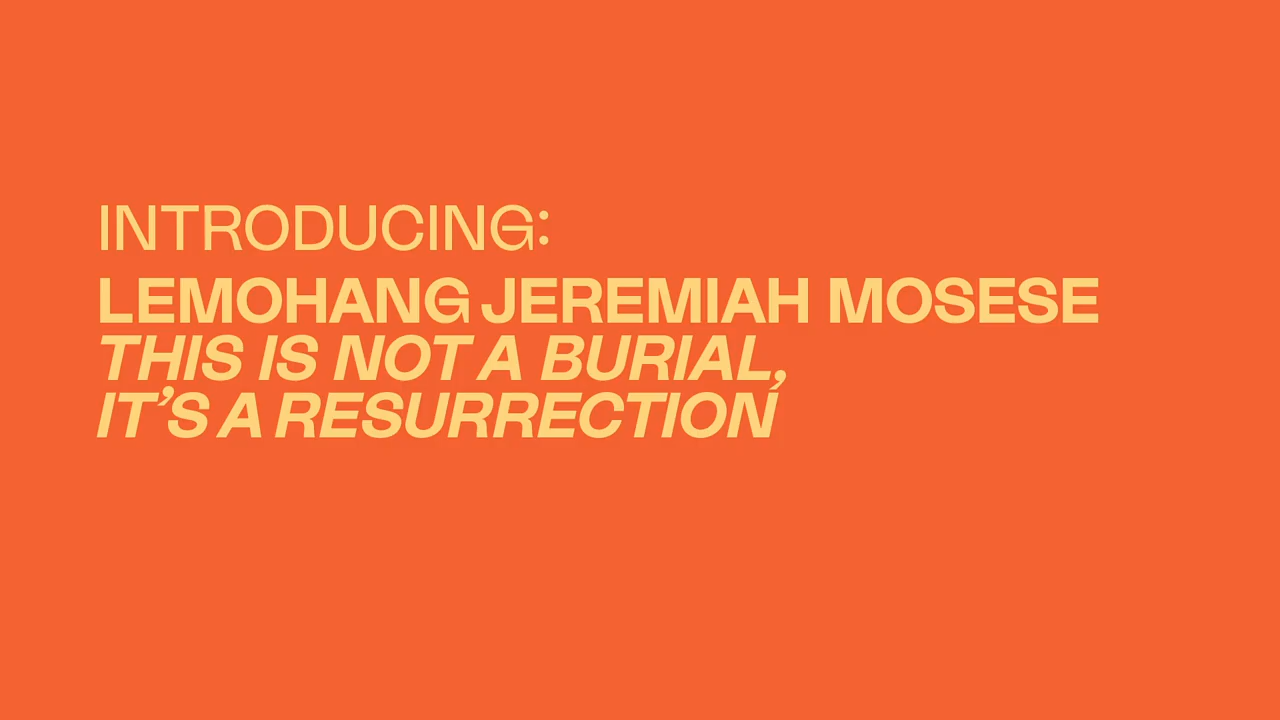 INTRODUCING:
LEMOHANG JEREMIAH MOSESE
THIS IS NOT A BURIAL,
IT’S A RESURRECTION